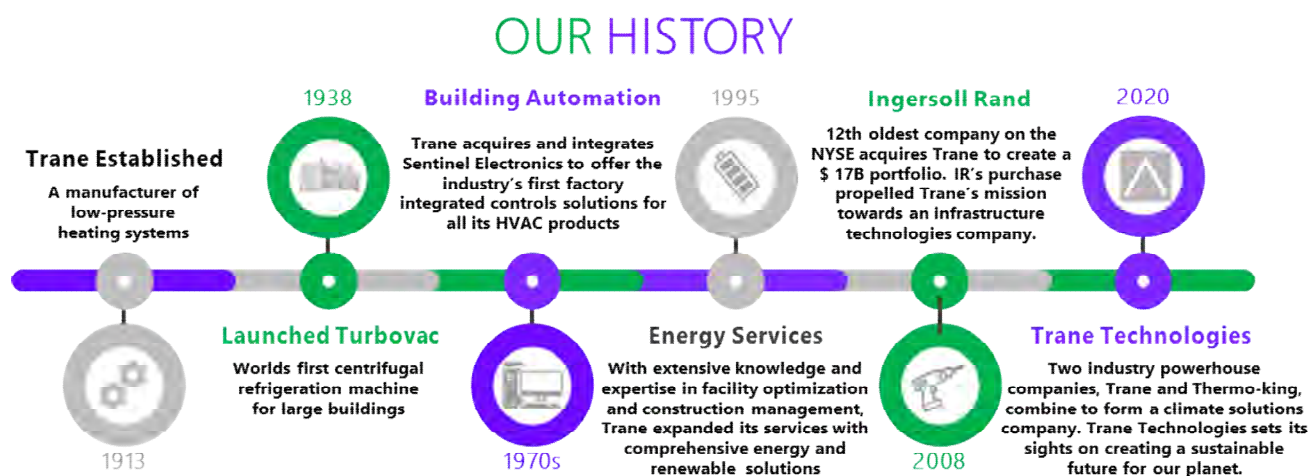 OUR HISTORY
Trane Established
A manufacturer of
low-pressure
heating systems
1913
1938
Launched Turbovac
Worlds first centrifugal
refrigeration machine
for large buildings
Building Automation
Trane acquires and integrates
Sentinel Electronics to offer the
industry's first factory
integrated controls solutions for
all its HVAC products
1970s
1995
Energy Services
With extensive knowledge and
expertise in facility optimization
and construction management,
Trane expanded its services with
comprehensive energy and
renewable solutions
Ingersoll Rand
12th oldest company on the
NYSE acquires Trane to create a
$ 17B portfolio. IR's purchase
propelled Trane's mission
towards an infrastructure
technologies company.
2008
2020
Trane Technologies
Two industry powerhouse
companies, Trane and Thermo-king,
combine to form a climate solutions
company. Trane Technologies sets its
sights on creating a sustainable
future for our planet.